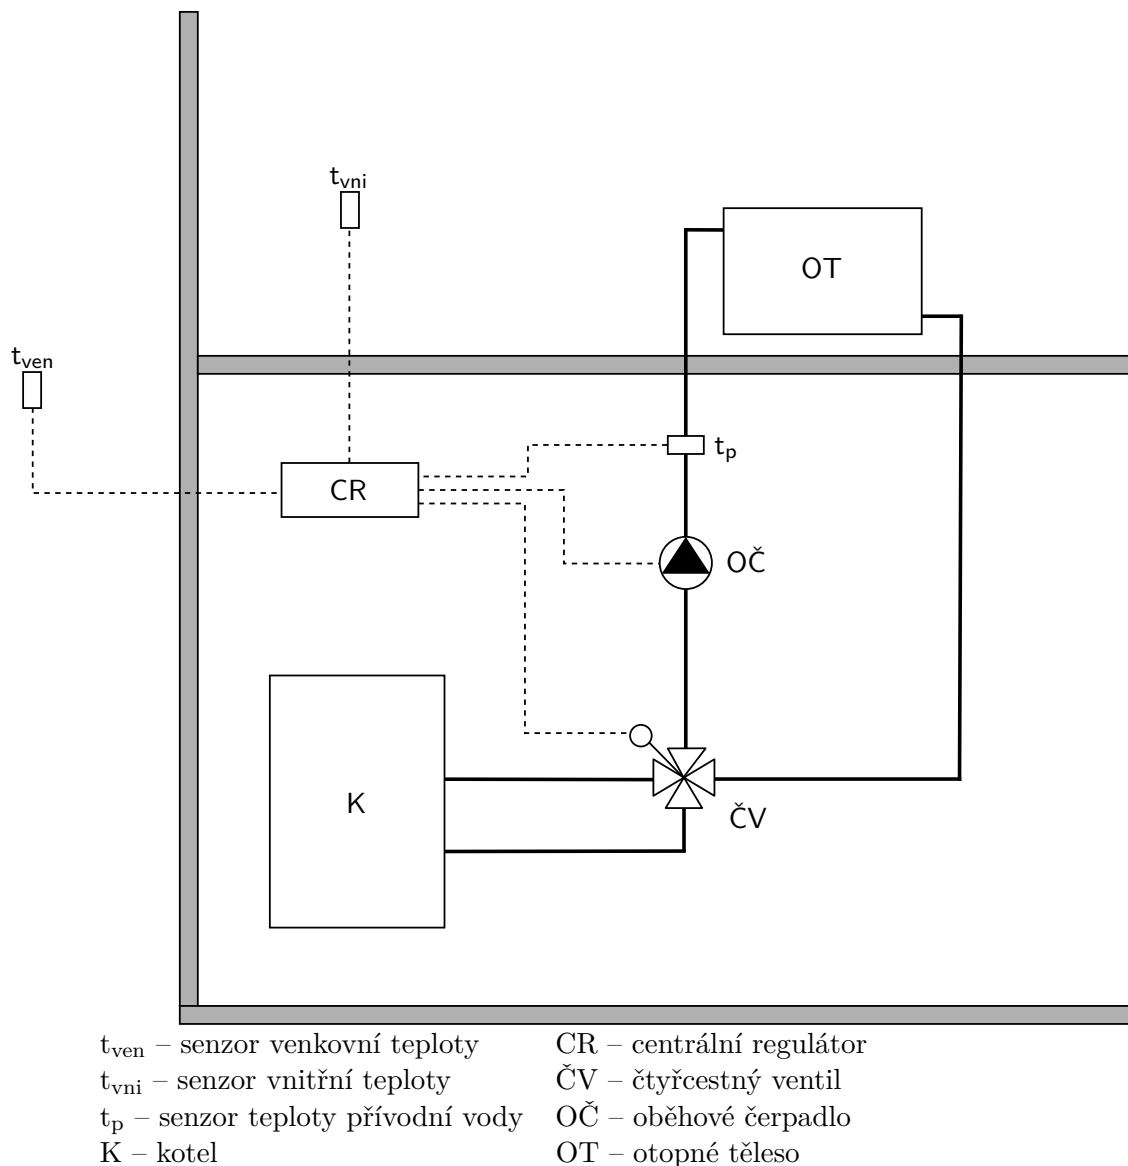 t_vni
OT
t_ven
t_p
CR
OČ
K
ČV
t_ven – senzor venkovní teploty
t_vni – senzor vnitřní teploty
t_p – senzor teploty přívodní vody
K – kotel
CR – centrální regulátor
ČV – čtyřcestný ventil
OČ – oběhové čerpadlo
OT – otopné těleso